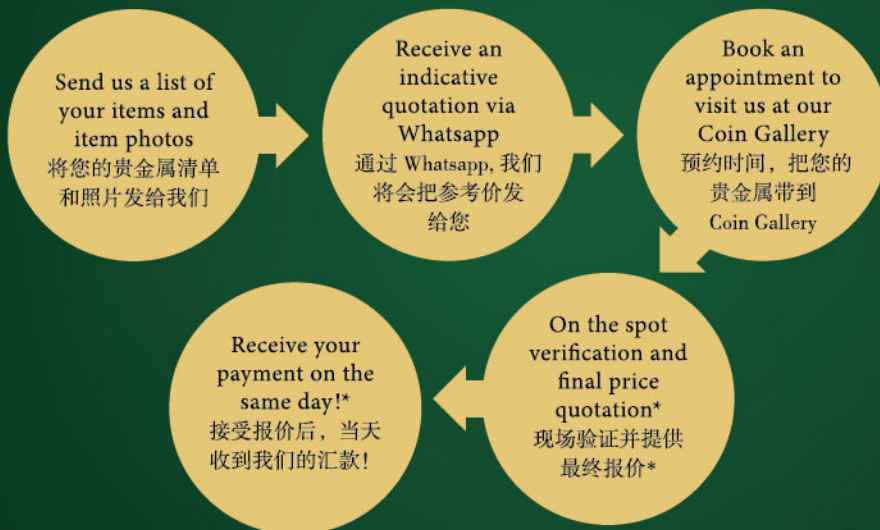 Send us a list of
your items and
item photos
将您的贵金属清单
和照片发给我们
Receive an
indicative
quotation via
Whatsapp
通过 Whatsapp, 我们
将会把参考价发
给您
Book an
appointment to
visit us at our
Coin Gallery
预约时间，把您的
贵金属带到
Coin Gallery
On the spot
verification and
final price
quotation*
现场验证并提供
最终报价*
Receive your
payment on the
same day!*
接受报价后，当天
收到我们的汇款！